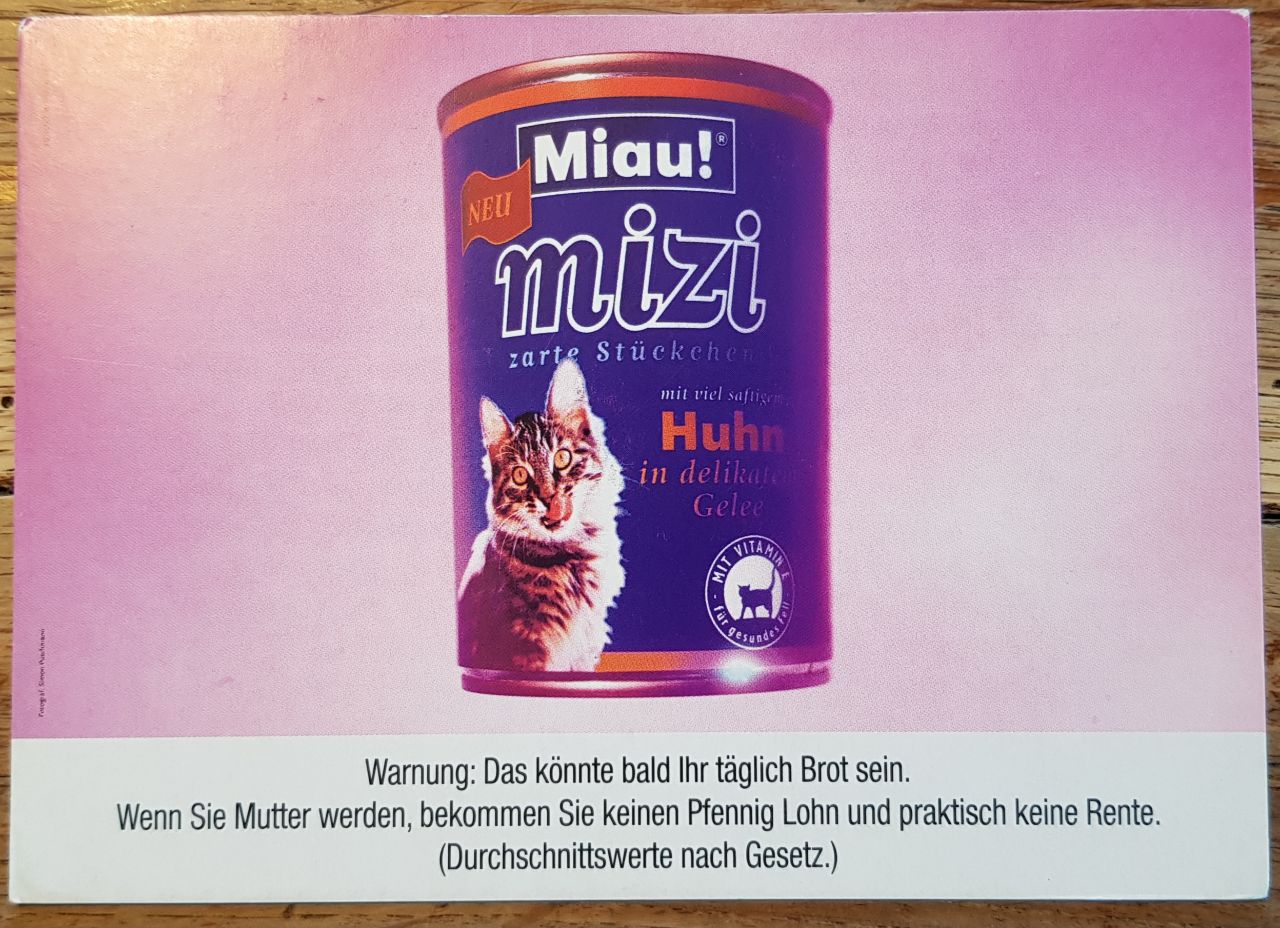 Miau!®
NEU
mizi
zarte Stückchen
mit viel saftigem
Huhn
in delikatem
Gelee
MIT VITAMIN E
für gesundes Fell
Warnung: Das könnte bald Ihr täglich Brot sein.
Wenn Sie Mutter werden, bekommen Sie keinen Pfennig Lohn und praktisch keine Rente.
(Durchschnittswerte nach Gesetz.)